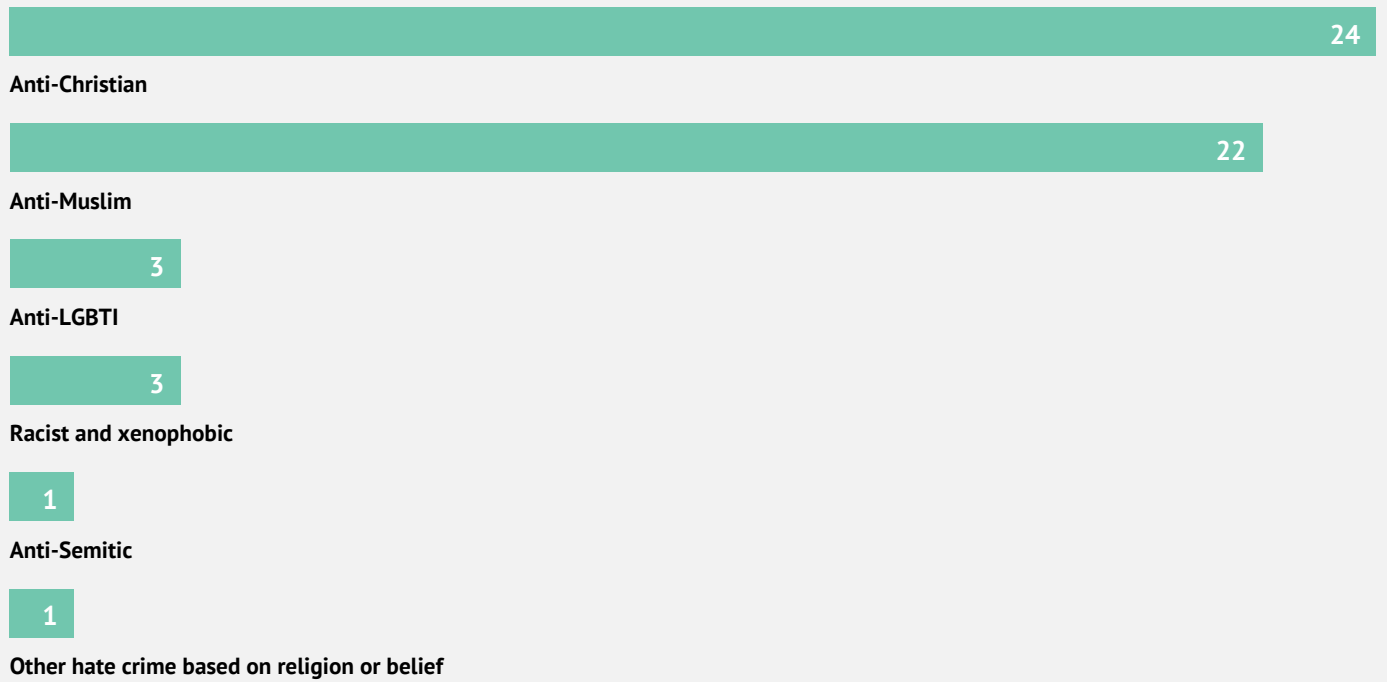 24
Anti-Christian
22
Anti-Muslim
3
Anti-LGBTI
3
Racist and xenophobic
1
Anti-Semitic
1
Other hate crime based on religion or belief